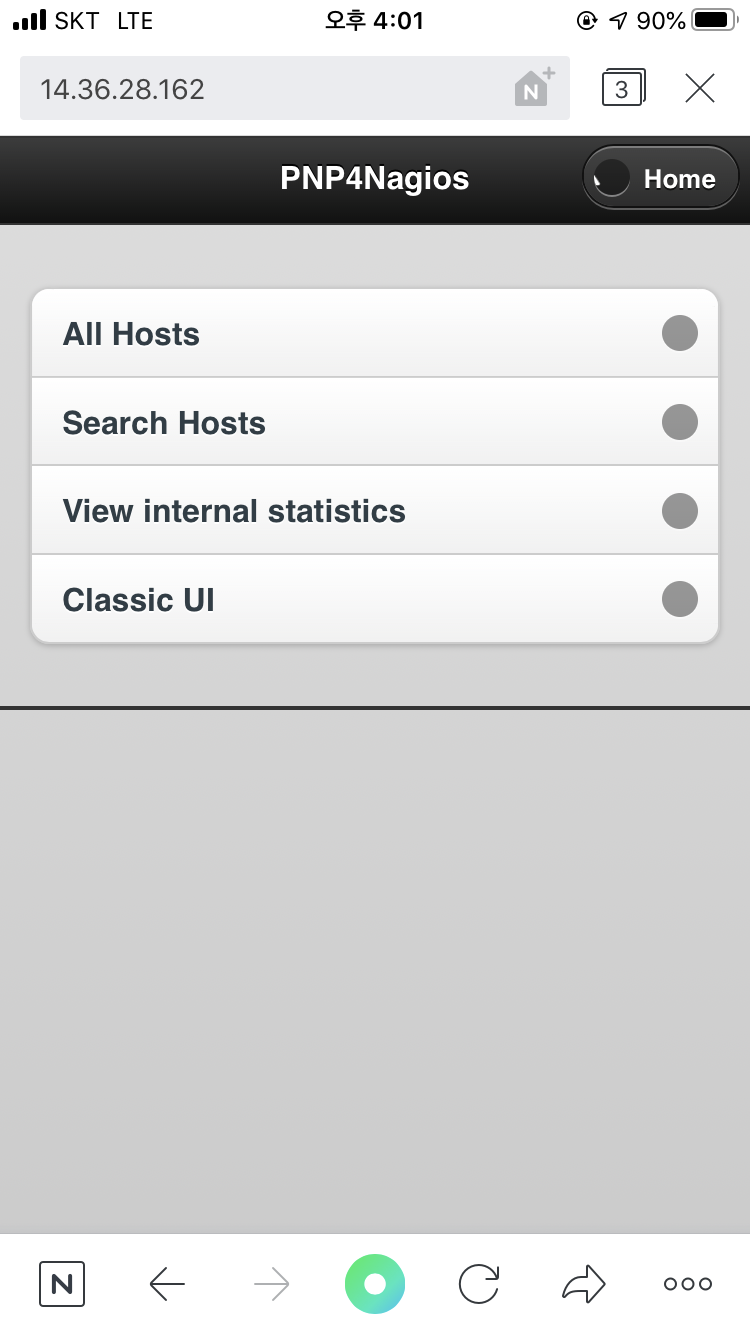 SKT LTE 오후 4:01 90%
14.36.28.162 N 3
PNP4Nagios Home
All Hosts
Search Hosts
View internal statistics
Classic UI
N